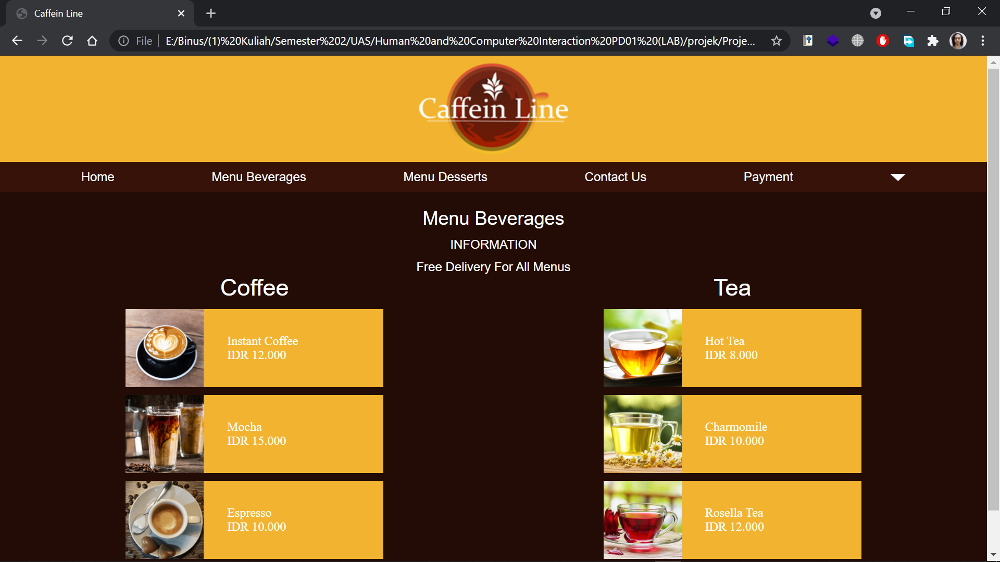 Caffein Line
File
E:/Binus/(1)%20Kuliah/Semester%202/UAS/Human%20and%20Computer%20Interaction%20PD01%20(LAB)/projek/Proje...
Caffein Line
Home
Menu Beverages
Menu Desserts
Contact Us
Payment
Menu Beverages
INFORMATION
Free Delivery For All Menus
Coffee
Instant Coffee
IDR 12.000
Mocha
IDR 15.000
Espresso
IDR 10.000
Tea
Hot Tea
IDR 8.000
Charmomile
IDR 10.000
Rosella Tea
IDR 12.000